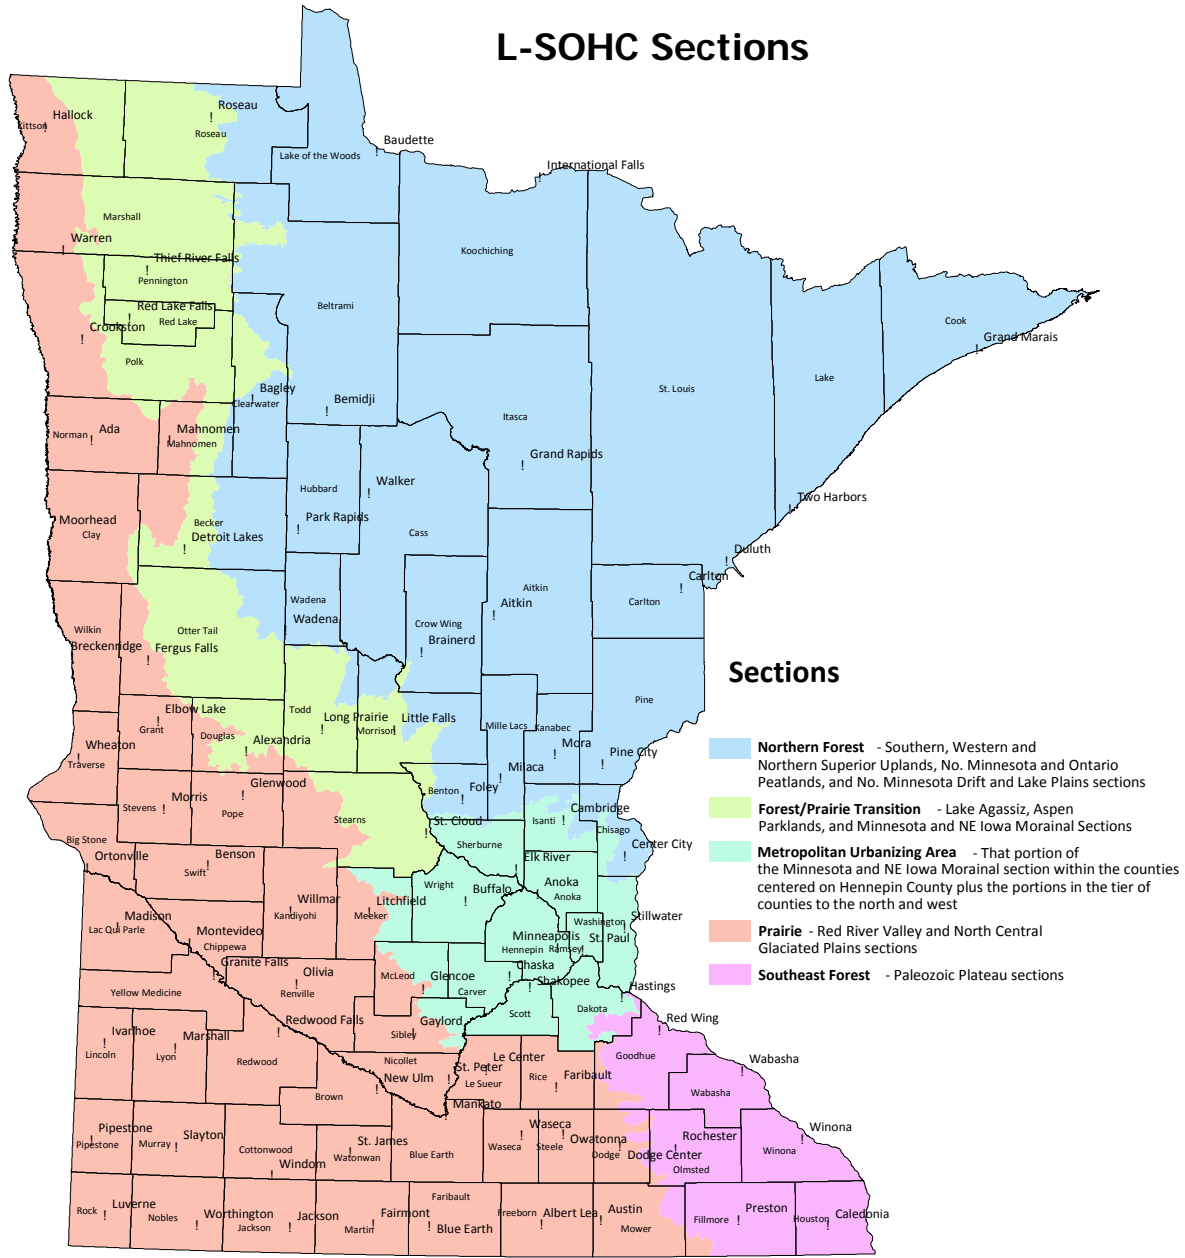 L-SOHC Sections
Roseau
Hallock
Kittson
Roseau
Baudette
Lake of the Woods
International Falls
Marshall
Warren
Koochiching
Thief River Falls
Pennington
Red Lake Falls
Red Lake
Beltrami
Crookston
Cook
Grand Marais
Polk
Lake
St. Louis
Bagley
Clearwater
Bemidji
Itasca
Ada
Norman
Mahnomen
Mahnomen
Grand Rapids
Walker
Hubbard
Two Harbors
Moorhead
Clay
Park Rapids
Becker
Detroit Lakes
Cass
Duluth
Carlton
Aitkin
Aitkin
Carlton
Wadena
Wadena
Crow Wing
Brainerd
Wilkin
Breckenridge
Otter Tail
Fergus Falls
Sections
Pine
Elbow Lake
Grant
Todd
Long Prairie
Morrison
Little Falls
Mille Lacs
Kanabec
Douglas
Alexandria
Wheaton
Traverse
Mora
Pine City
Milaca
Northern Forest - Southern, Western and
Northern Superior Uplands, No. Minnesota and Ontario
Peatlands, and No. Minnesota Drift and Lake Plains sections
Glenwood
Morris
Stevens
Pope
Benton
Foley
Forest/Prairie Transition - Lake Agassiz, Aspen
Parklands, and Minnesota and NE Iowa Morainal Sections
Stearns
St. Cloud
Isanti
Cambridge
Chisago
Center City
Big Stone
Ortonville
Benson
Swift
Sherburne
Elk River
Metropolitan Urbanizing Area - That portion of
the Minnesota and NE Iowa Morainal section within the counties
centered on Hennepin County plus the portions in the tier of
counties to the north and west
Wright
Buffalo
Anoka
Anoka
Willmar
Kandiyohi
Litchfield
Meeker
Madison
Lac Qui Parle
Montevideo
Chippewa
Stillwater
Washington
Minneapolis
St. Paul
Hennepin
Ramsey
Prairie - Red River Valley and North Central
Glaciated Plains sections
Granite Falls
Olivia
Renville
McLeod
Glencoe
Carver
Chaska
Shakopee
Southeast Forest - Paleozoic Plateau sections
Yellow Medicine
Hastings
Dakota
Scott
Redwood Falls
Gaylord
Sibley
Red Wing
Ivanhoe
Lincoln
Marshall
Lyon
Redwood
Nicollet
New Ulm
St. Peter
Le Center
Le Sueur
Rice
Faribault
Goodhue
Wabasha
Wabasha
Brown
Mankato
Pipestone
Pipestone
Murray
Slayton
Cottonwood
Windom
St. James
Watonwan
Blue Earth
Waseca
Waseca
Steele
Owatonna
Dodge
Dodge Center
Rochester
Olmsted
Winona
Winona
Rock
Luverne
Nobles
Worthington
Jackson
Jackson
Martin
Fairmont
Faribault
Blue Earth
Freeborn
Albert Lea
Austin
Mower
Fillmore
Preston
Houston
Caledonia